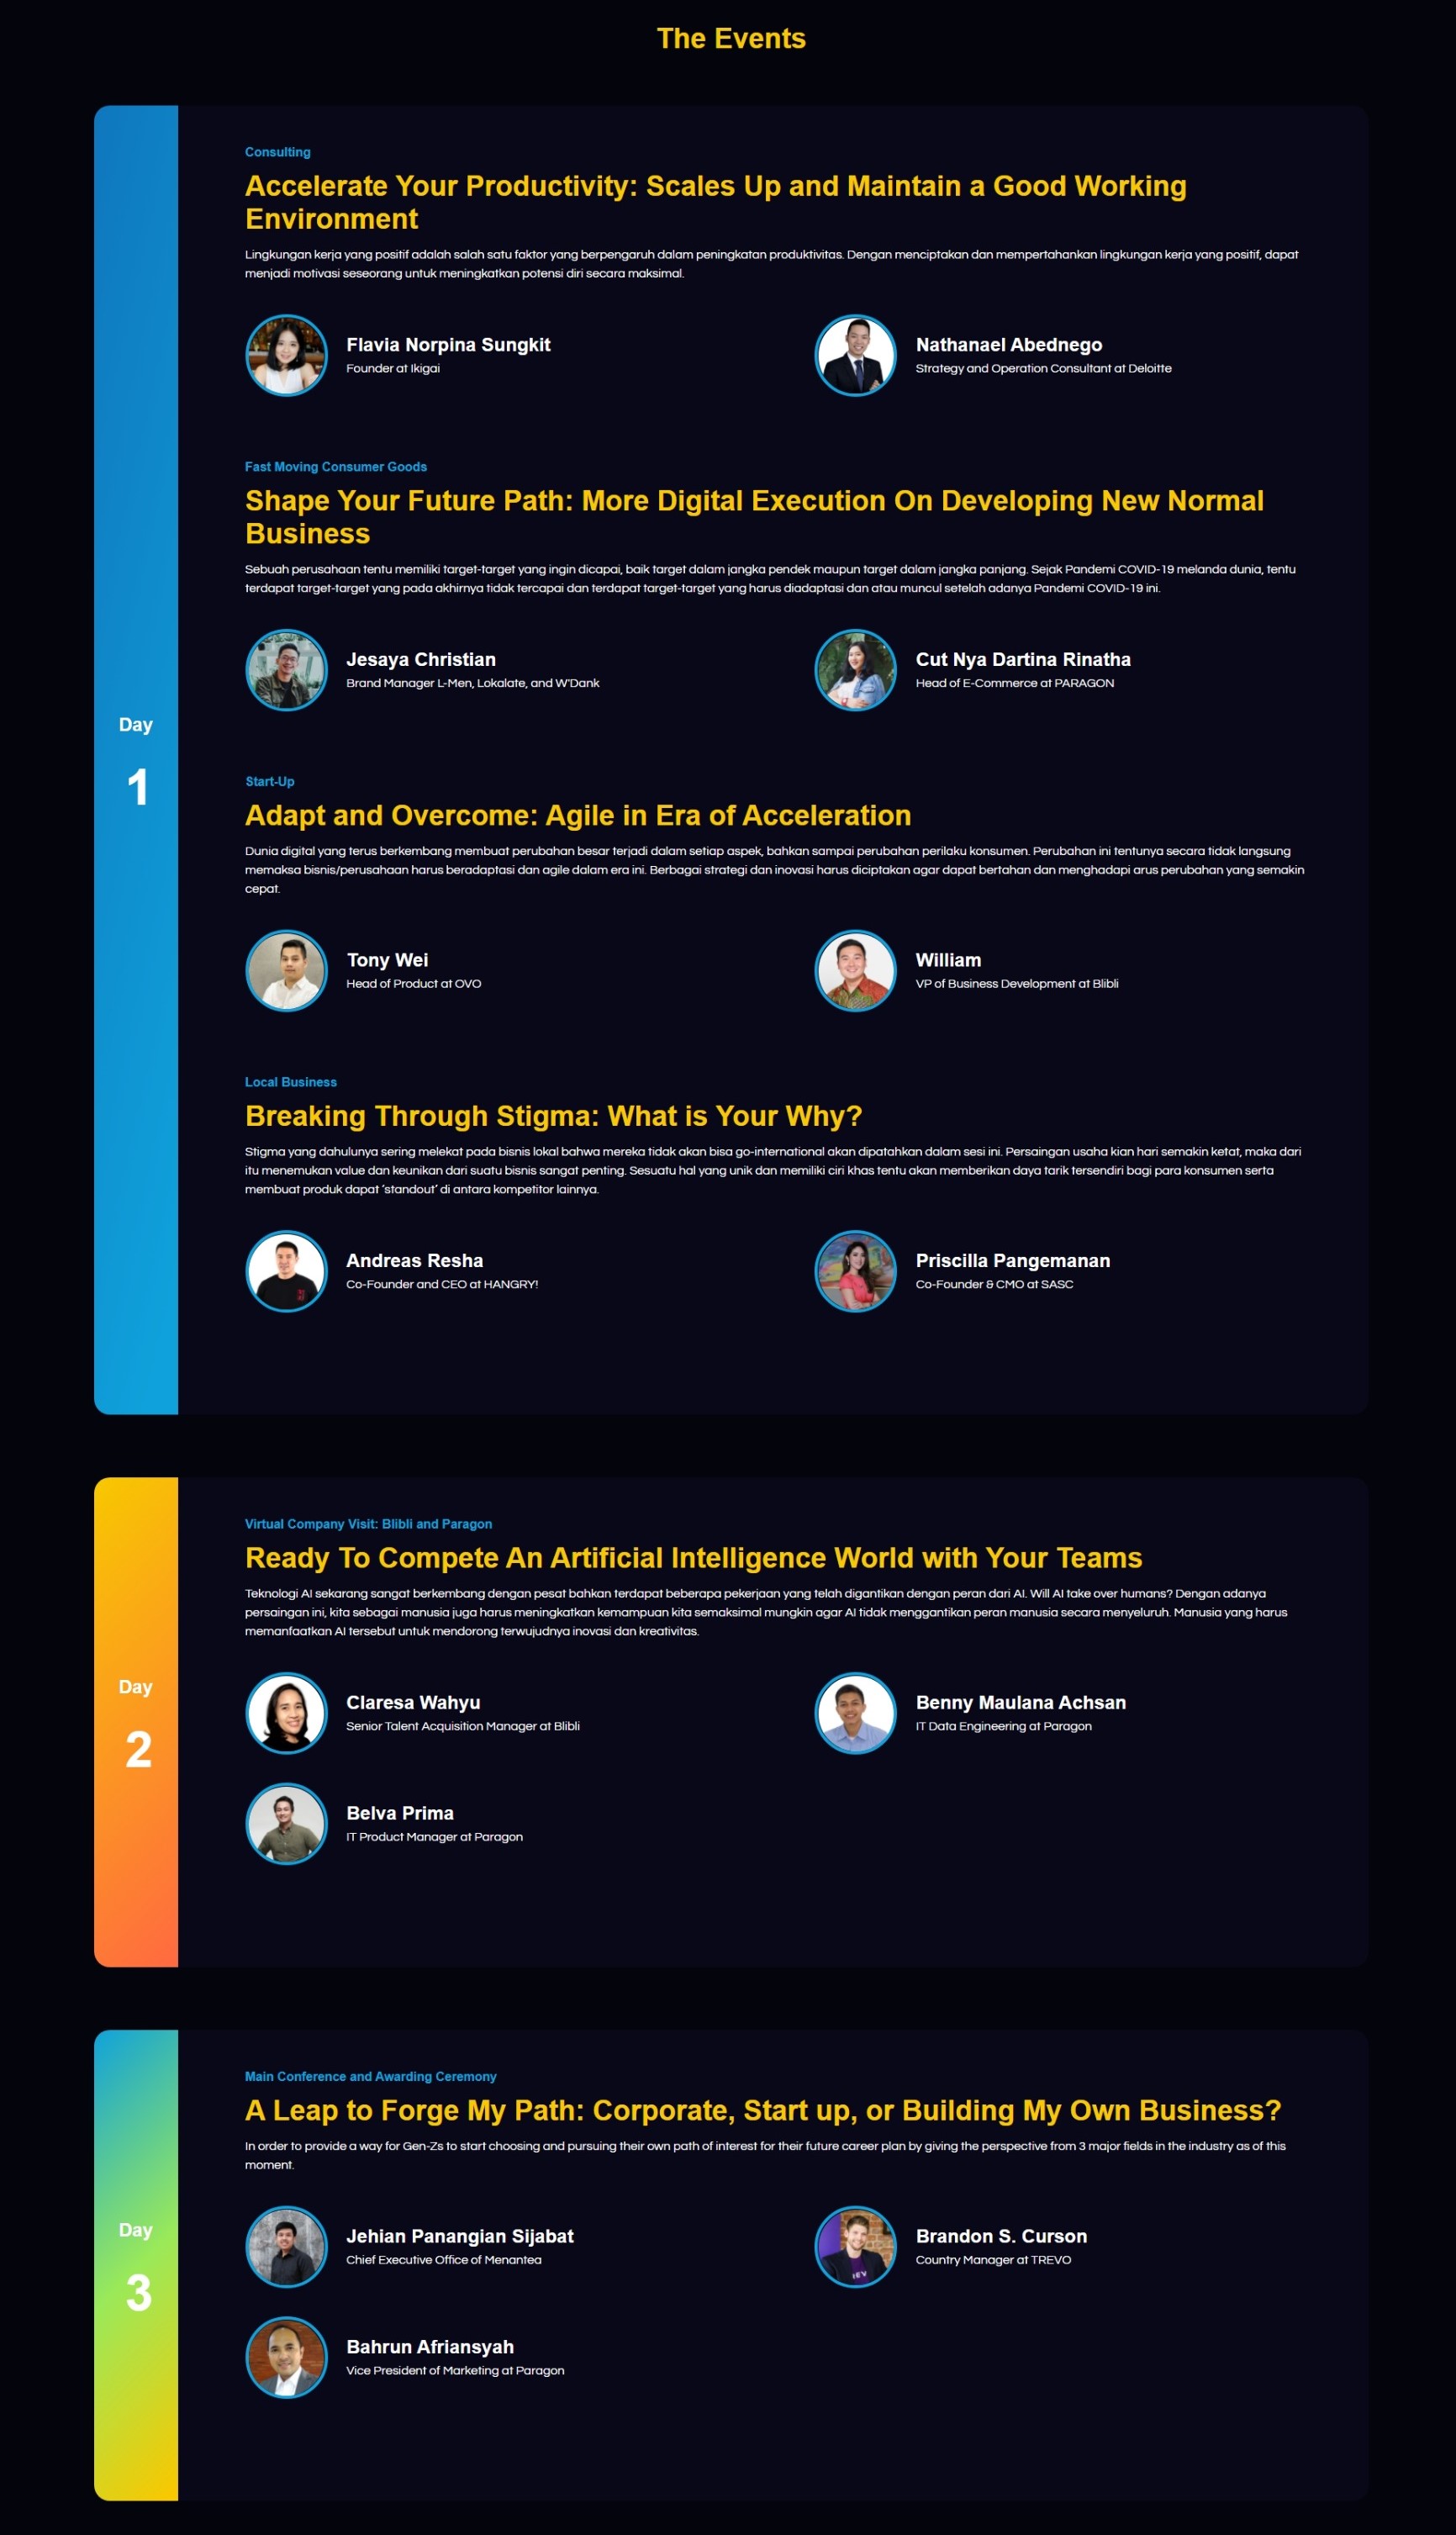 The Events
Consulting
Accelerate Your Productivity: Scales Up and Maintain a Good Working
Environment
Lingkungan kerja yang positif adalah salah satu faktor yang berpengaruh dalam peningkatan produktivitas. Dengan menciptakan dan mempertahankan lingkungan kerja yang positif, dapat
menjadi motivasi seseorang untuk meningkatkan potensi diri secara maksimal.
Flavia Norpina Sungkit
Founder at Ikigai
Nathanael Abednego
Strategy and Operation Consultant at Deloitte
Fast Moving Consumer Goods
Shape Your Future Path: More Digital Execution On Developing New Normal
Business
Sebuah perusahaan tentu memiliki target-target yang ingin dicapai, baik target dalam jangka pendek maupun target dalam jangka panjang. Sejak Pandemi COVID-19 melanda dunia, tentu
terdapat target-target yang pada akhirnya tidak tercapai dan terdapat target-target yang harus diadaptasi dan atau muncul setelah adanya Pandemi COVID-19 ini.
Jesaya Christian
Brand Manager L-Men, Lokalate, and W'Dank
Cut Nya Dartina Rinatha
Head of E-Commerce at PARAGON
Day
1
Start-Up
Adapt and Overcome: Agile in Era of Acceleration
Dunia digital yang terus berkembang membuat perubahan besar terjadi dalam setiap aspek, bahkan sampai perubahan perilaku konsumen. Perubahan ini tentunya secara tidak langsung
memaksa bisnis/perusahaan harus beradaptasi dan agile dalam era ini. Berbagai strategi dan inovasi harus diciptakan agar dapat bertahan dan menghadapi arus perubahan yang semakin
cepat.
Tony Wei
Head of Product at OVO
William
VP of Business Development at Blibli
Local Business
Breaking Through Stigma: What is Your Why?
Stigma yang dahulunya sering melekat pada bisnis lokal bahwa mereka tidak akan bisa go-international akan dipatahkan dalam sesi ini. Persaingan usaha kian hari semakin ketat, maka dari
itu menemukan value dan keunikan dari suatu bisnis sangat penting. Sesuatu hal yang unik dan memiliki ciri khas tentu akan memberikan daya tarik tersendiri bagi para konsumen serta
membuat produk dapat ‘standout’ di antara kompetitor lainnya.
Andreas Resha
Co-Founder and CEO at HANGRY!
Priscilla Pangemanan
Co-Founder & CMO at SASC
Virtual Company Visit: Blibli and Paragon
Ready To Compete An Artificial Intelligence World with Your Teams
Teknologi AI sekarang sangat berkembang dengan pesat bahkan terdapat beberapa pekerjaan yang telah digantikan dengan peran dari AI. Will AI take over humans? Dengan adanya
persaingan ini, kita sebagai manusia juga harus meningkatkan kemampuan kita semaksimal mungkin agar AI tidak menggantikan peran manusia secara menyeluruh. Manusia yang harus
memanfaatkan AI tersebut untuk mendorong terwujudnya inovasi dan kreativitas.
Day
2
Claresa Wahyu
Senior Talent Acquisition Manager at Blibli
Benny Maulana Achsan
IT Data Engineering at Paragon
Belva Prima
IT Product Manager at Paragon
Main Conference and Awarding Ceremony
A Leap to Forge My Path: Corporate, Start up, or Building My Own Business?
In order to provide a way for Gen-Zs to start choosing and pursuing their own path of interest for their future career plan by giving the perspective from 3 major fields in the industry as of this
moment.
Day
3
Jehian Panangian Sijabat
Chief Executive Office of Menantea
Brandon S. Curson
Country Manager at TREVO
Bahrun Afriansyah
Vice President of Marketing at Paragon